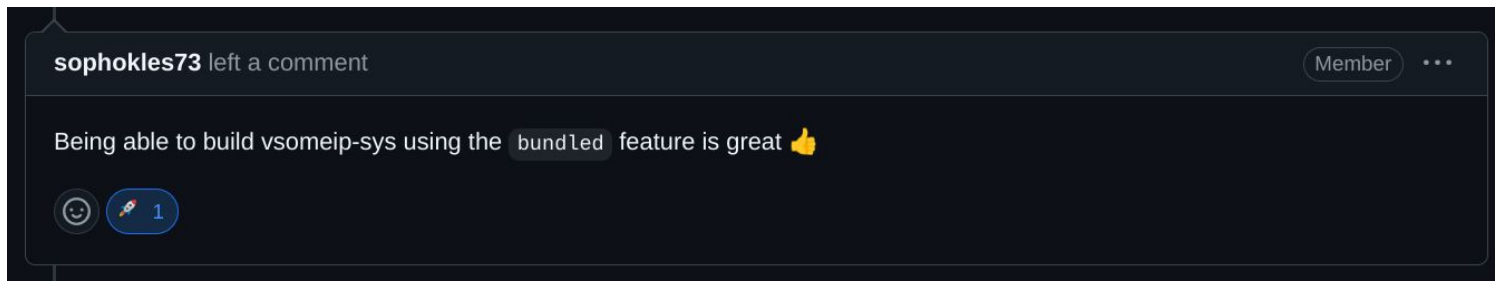 sophokles73 left a comment
Member
Being able to build vsomeip-sys using the bundled feature is great 👍
🚀 1